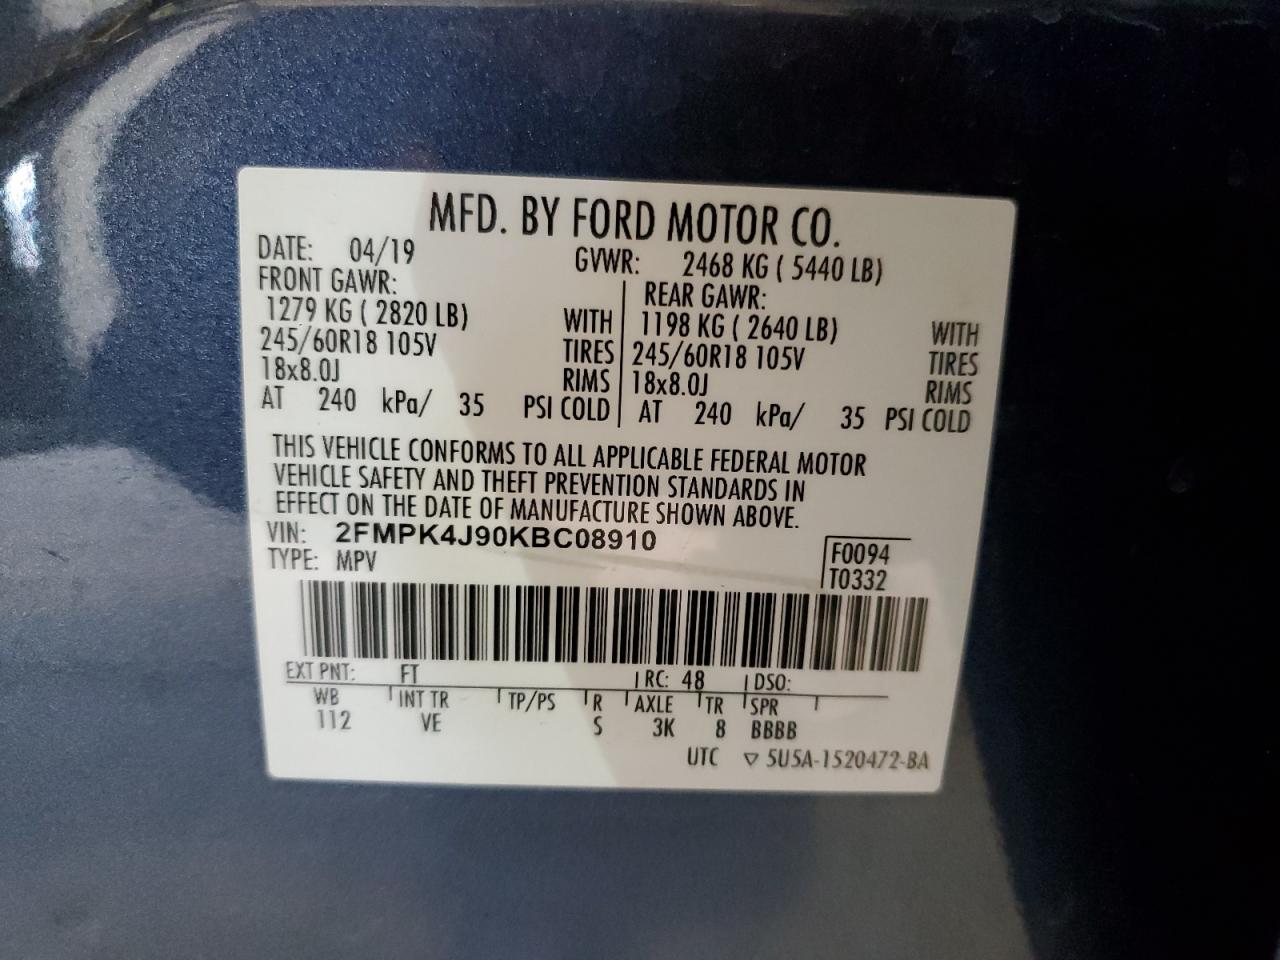 MFD. BY FORD MOTOR CO.
DATE: 04/19 GVWR: 2468 KG ( 5440 LB)
FRONT GAWR: REAR GAWR:
1279 KG ( 2820 LB) WITH 1198 KG ( 2640 LB) WITH
245/60R18 105V TIRES 245/60R18 105V TIRES
18x8.0J RIMS 18x8.0J RIMS
AT 240 kPa/ 35 PSI COLD AT 240 kPa/ 35 PSI COLD
THIS VEHICLE CONFORMS TO ALL APPLICABLE FEDERAL MOTOR
VEHICLE SAFETY AND THEFT PREVENTION STANDARDS IN
EFFECT ON THE DATE OF MANUFACTURE SHOWN ABOVE.
VIN: 2FMPK4J90KBC08910
TYPE: MPV
F0094
T0332
EXT PNT: FT RC: 48 DSO:
WB INT TR TP/PS R AXLE TR SPR
112 VE S 3K 8 BBBB
UTC ▽ 5U5A-1520472-BA